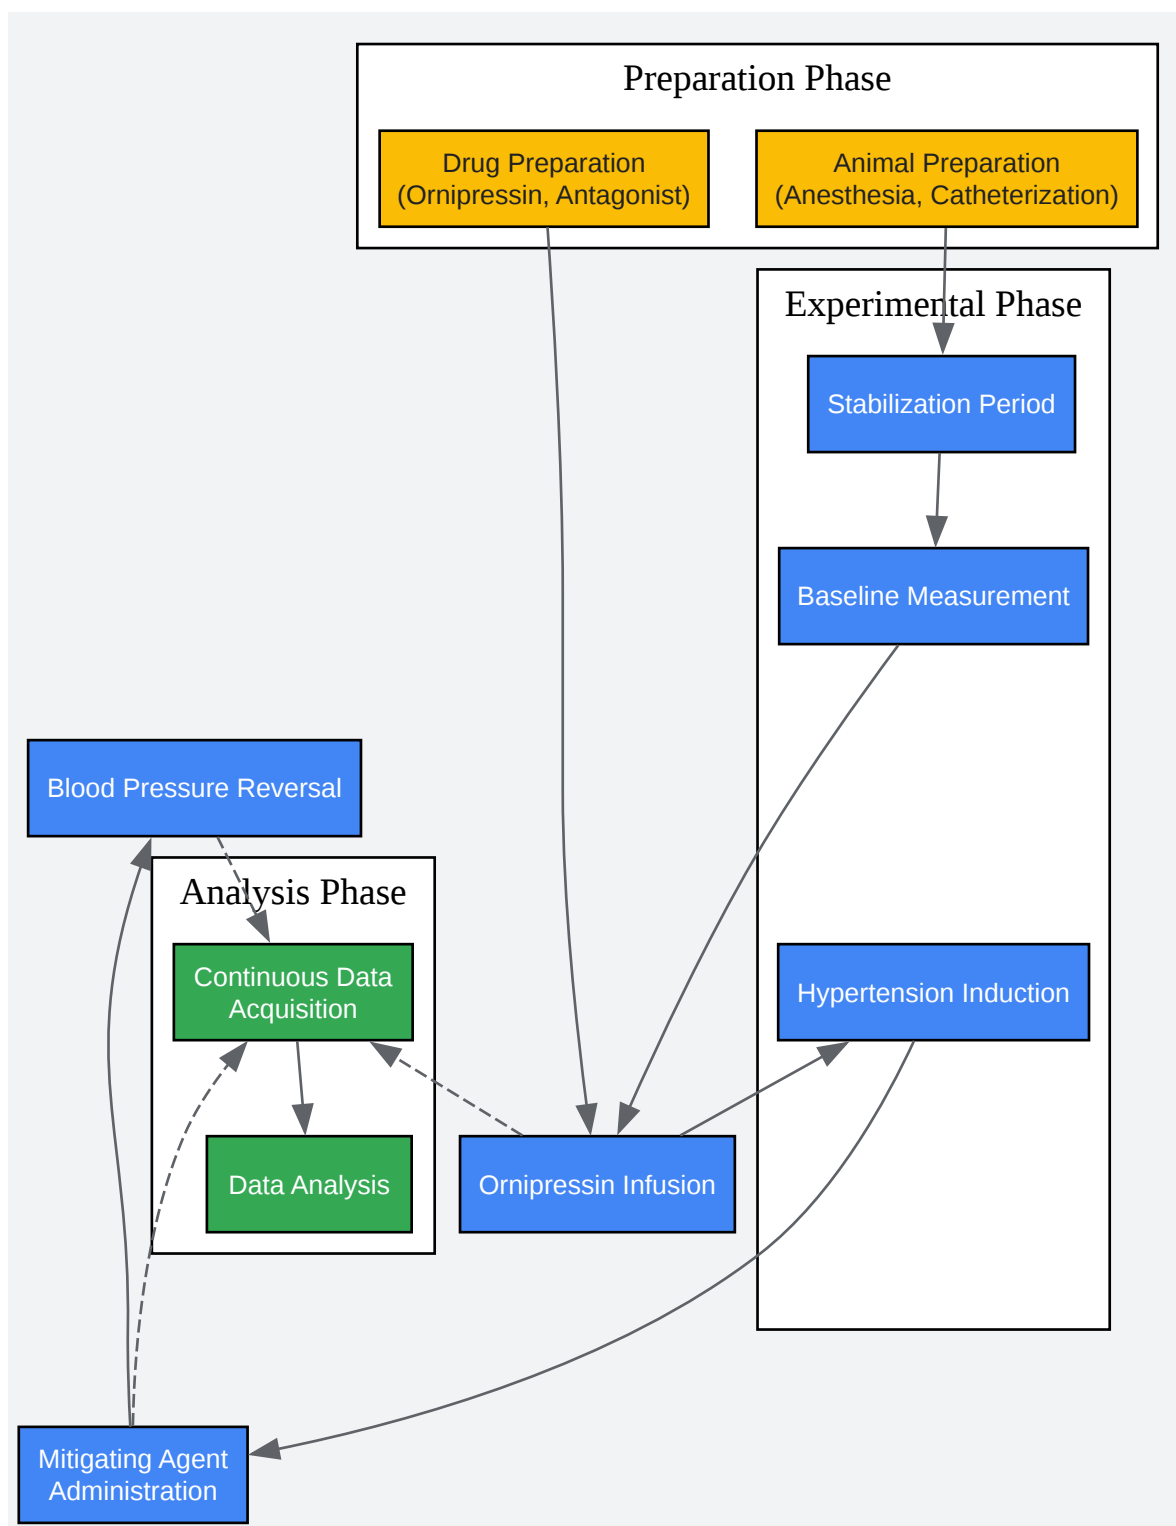 Preparation Phase
Drug Preparation
(Ornipressin, Antagonist)
Animal Preparation
(Anesthesia, Catheterization)
Experimental Phase
Stabilization Period
Baseline Measurement
Blood Pressure Reversal
Analysis Phase
Continuous Data
Acquisition
Hypertension Induction
Data Analysis
Ornipressin Infusion
Mitigating Agent
Administration